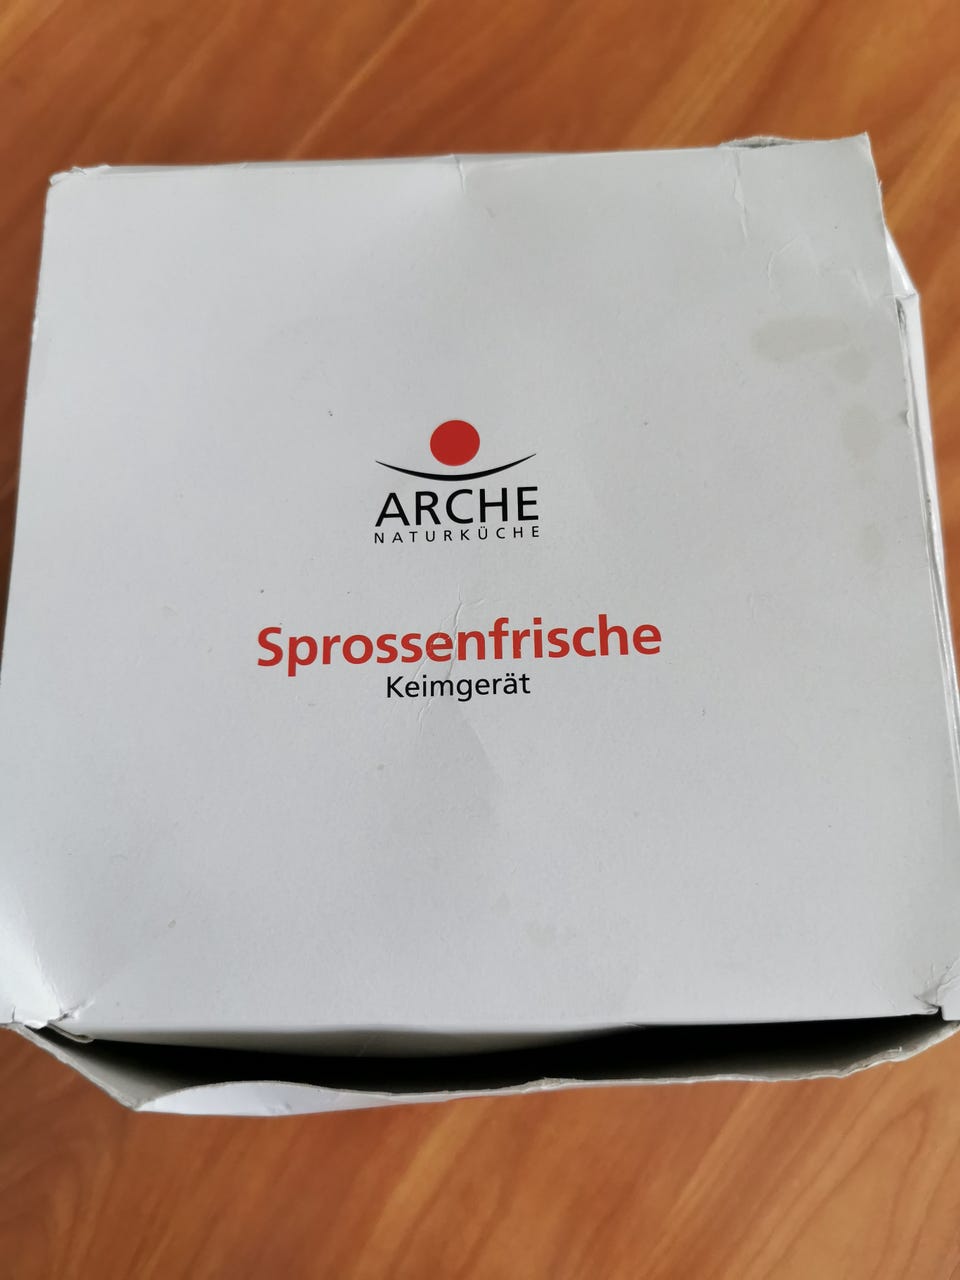 ARCHE
NATURKÜCHE
Sprossenfrische
Keimgerät